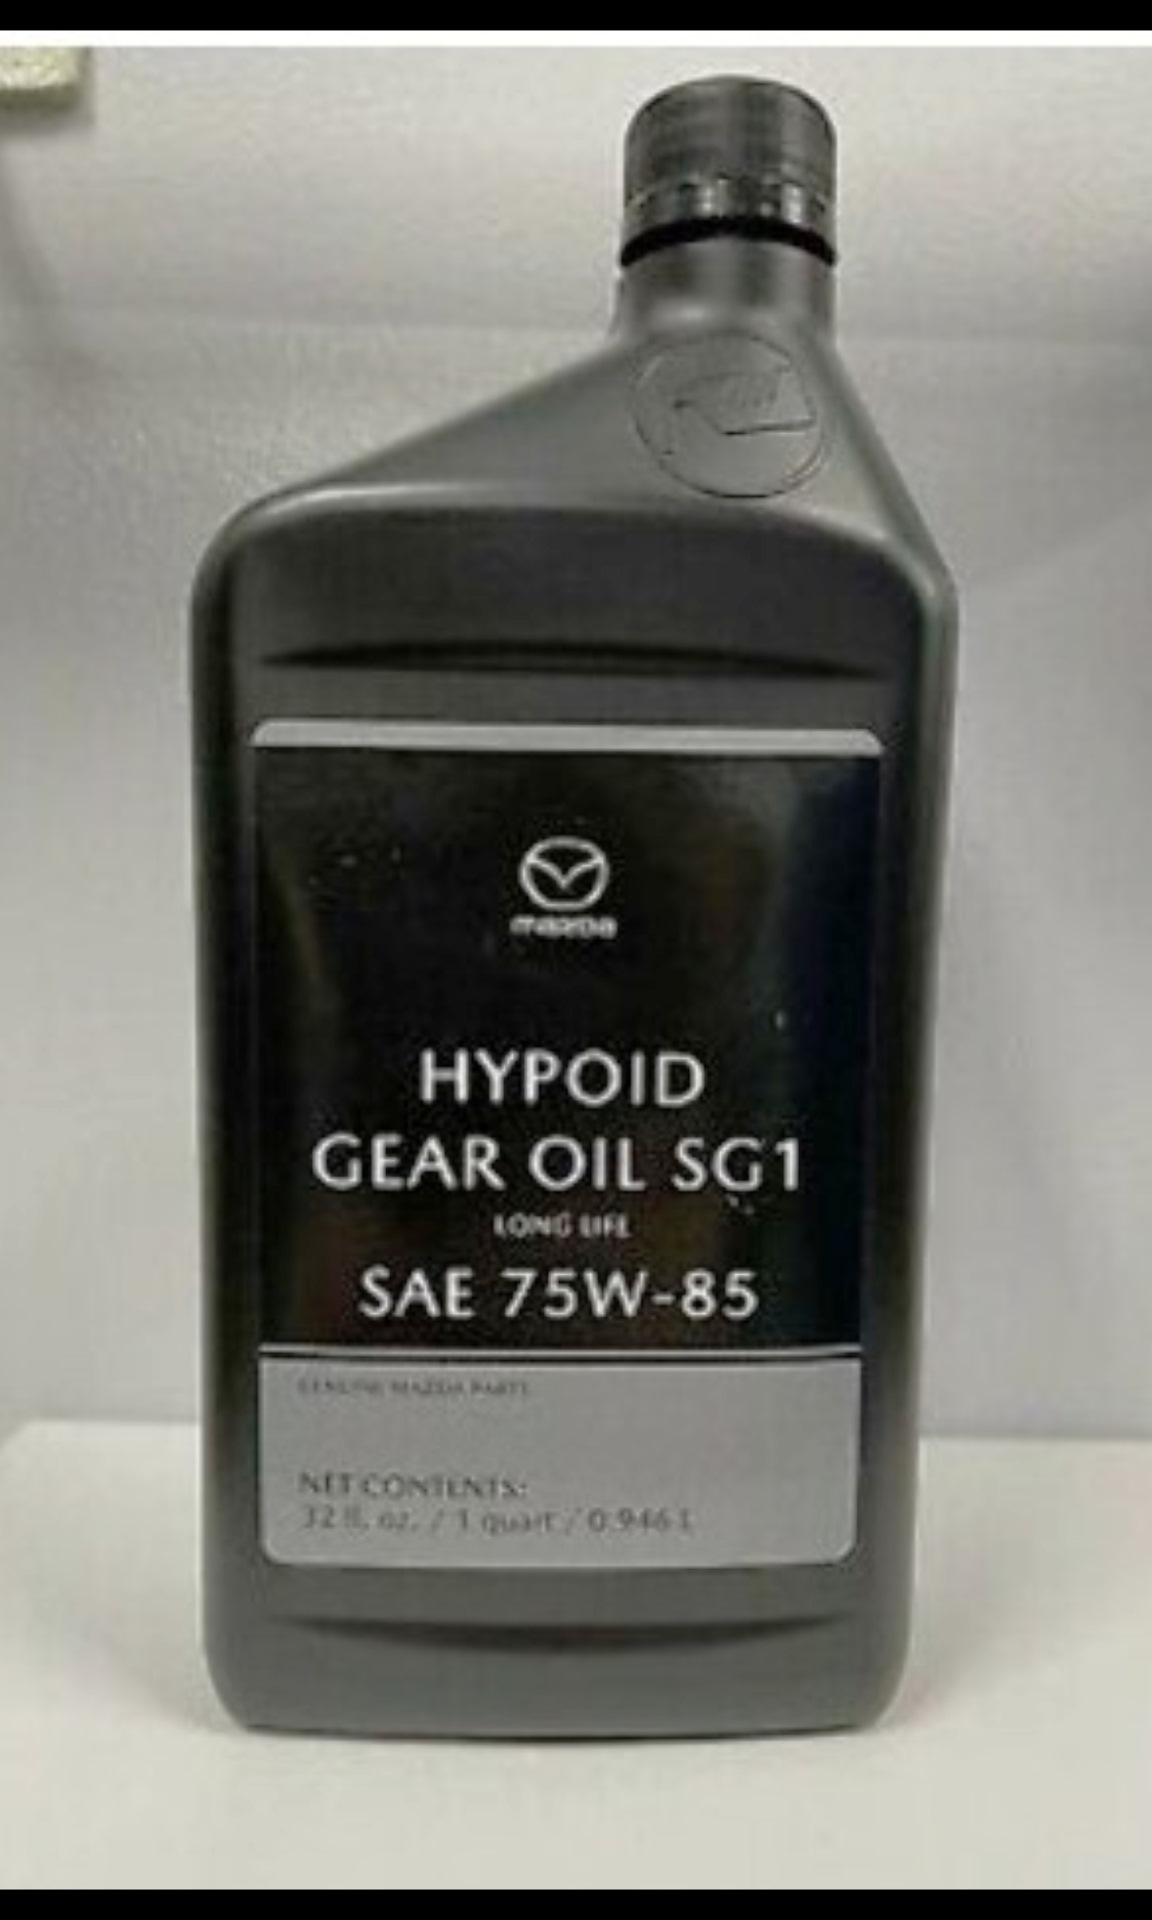 mazda
HYPOID
GEAR OIL SG1
LONG LIFE
SAE 75W-85
GENUINE MAZDA PARTS
NET CONTENTS:
32 fl. oz. / 1 quart / 0.946 L